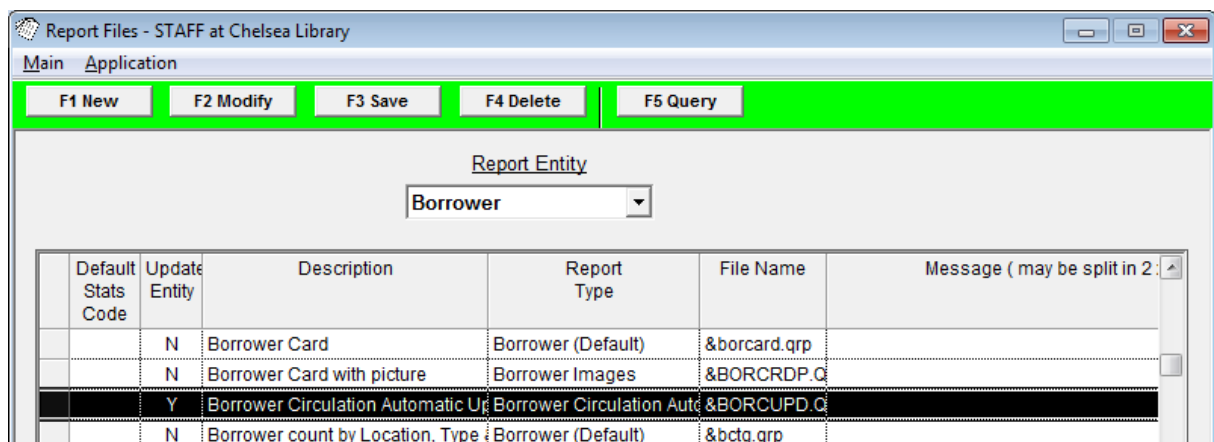 Report Files - STAFF at Chelsea Library
Main Application
F1 New F2 Modify F3 Save F4 Delete F5 Query
Report Entity
Borrower
Default Update Description Report File Name Message ( may be split in 2
Stats Entity Type
Code
N Borrower Card Borrower (Default) &borcard.qrp
N Borrower Card with picture Borrower Images &BORCRDP.Q
Y Borrower Circulation Automatic Up Borrower Circulation Auto &BORCUPD.Q
N Borrower count by Location, Type Borrower (Default) &bctg.qrp